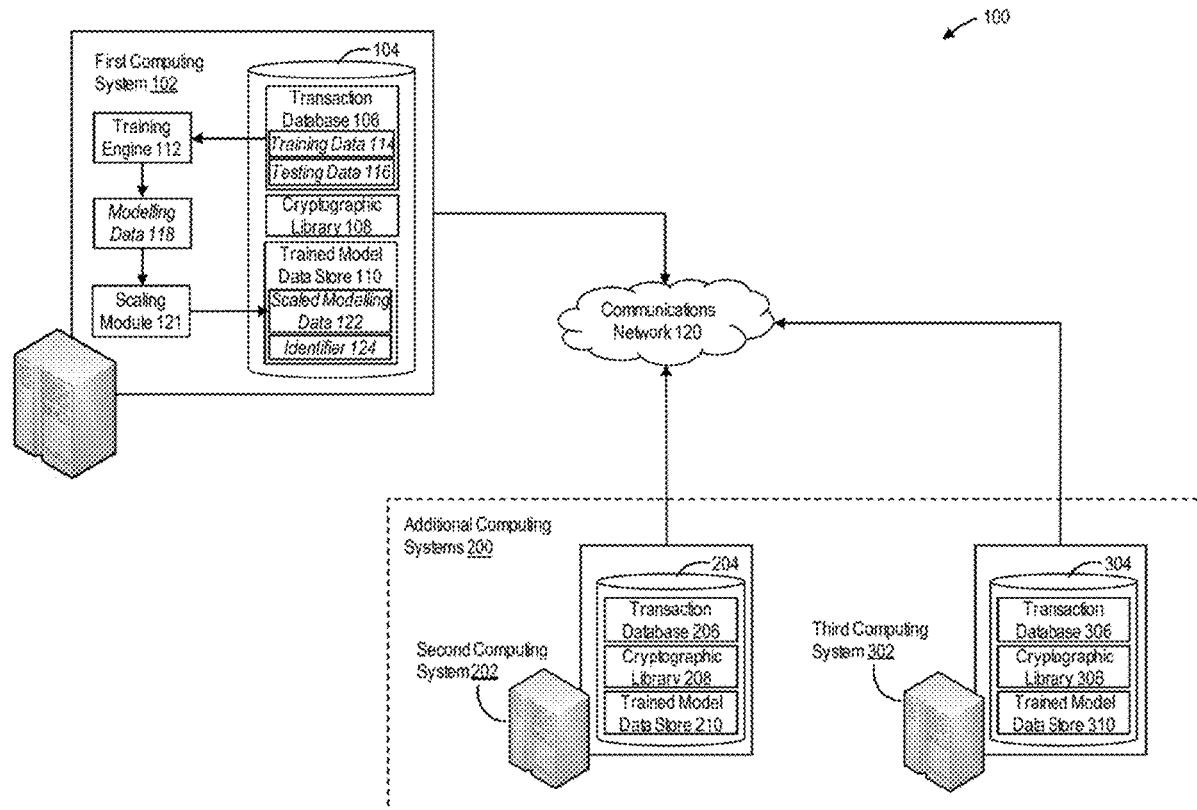 100
First Computing
System 102
104
Transaction
Database 106
Training Data 114
Testing Data 116
Training
Engine 112
Cryptographic
Library 108
Modelling
Data 118
Trained Model
Data Store 110
Scaled Modelling
Data 122
Identifier 124
Scaling
Module 121
Communications
Network 120
Additional Computing
Systems 200
204
Transaction
Database 206
Cryptographic
Library 208
Trained Model
Data Store 210
Second Computing
System 202
304
Transaction
Database 306
Cryptographic
Library 308
Trained Model
Data Store 310
Third Computing
System 302